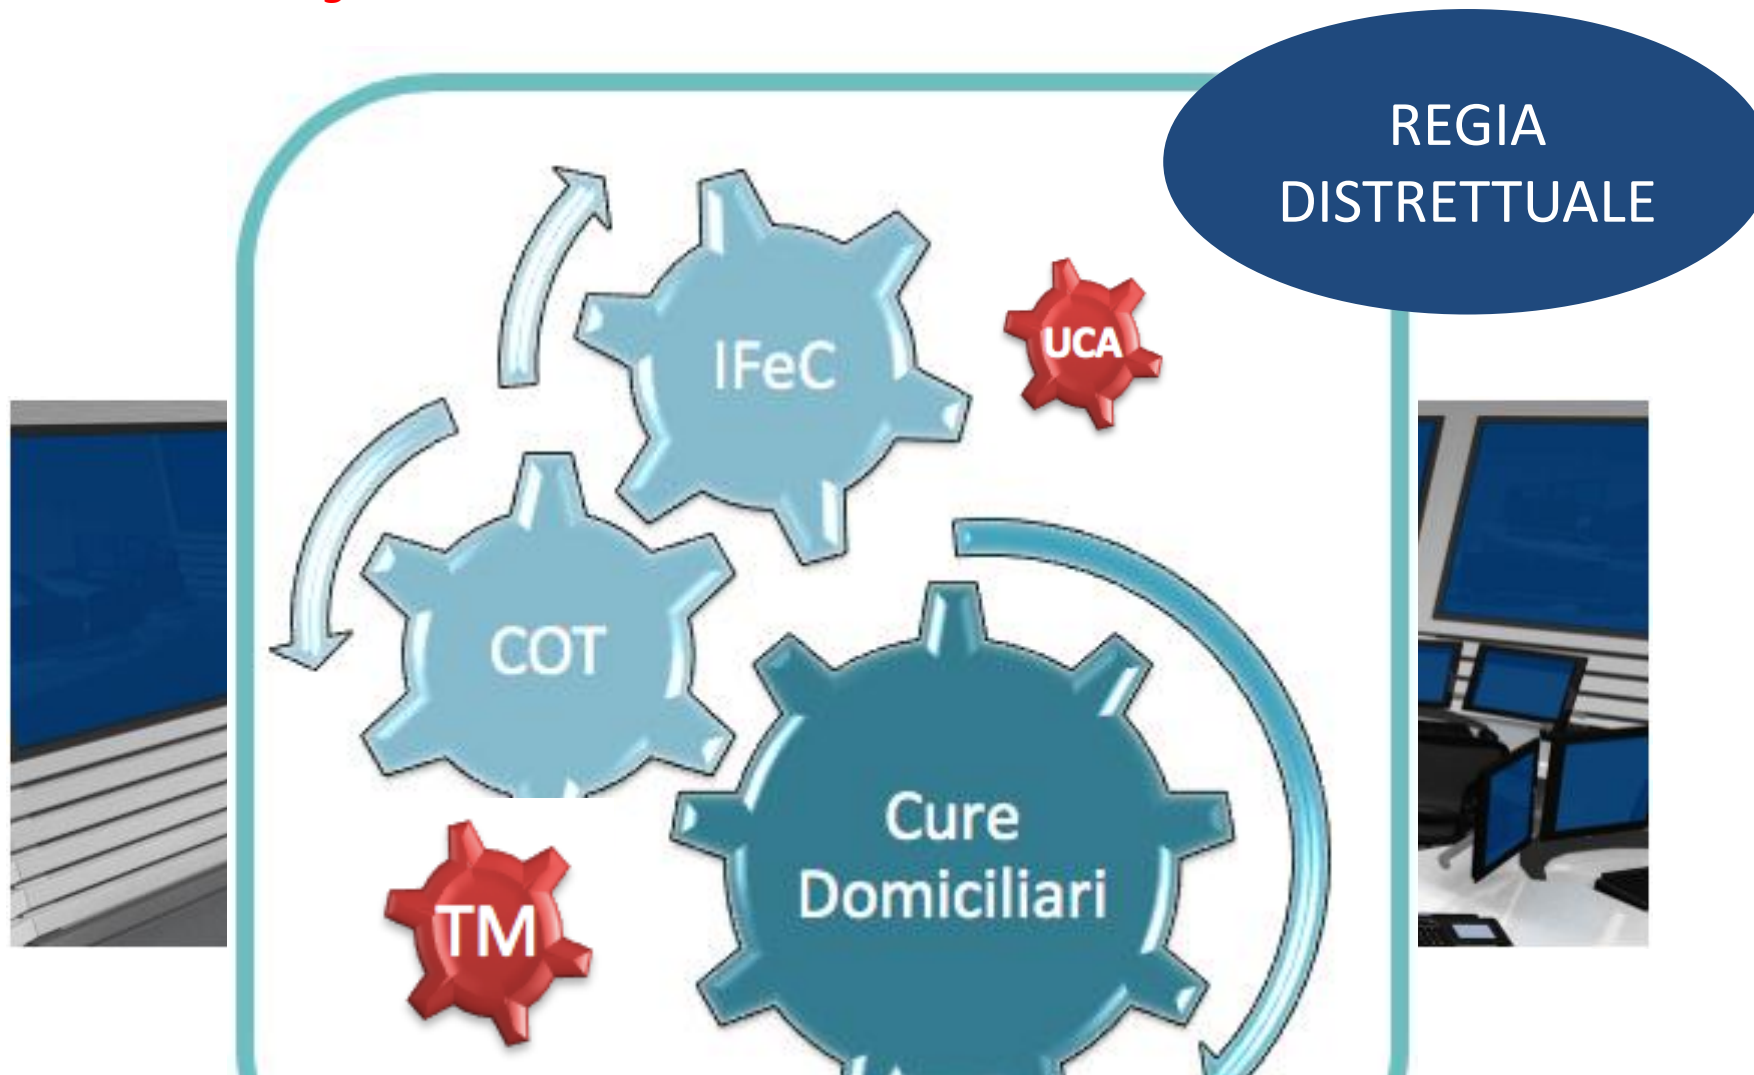 REGIA
DISTRETTUALE
IFeC
UCA
COT
Cure
Domiciliari
TM